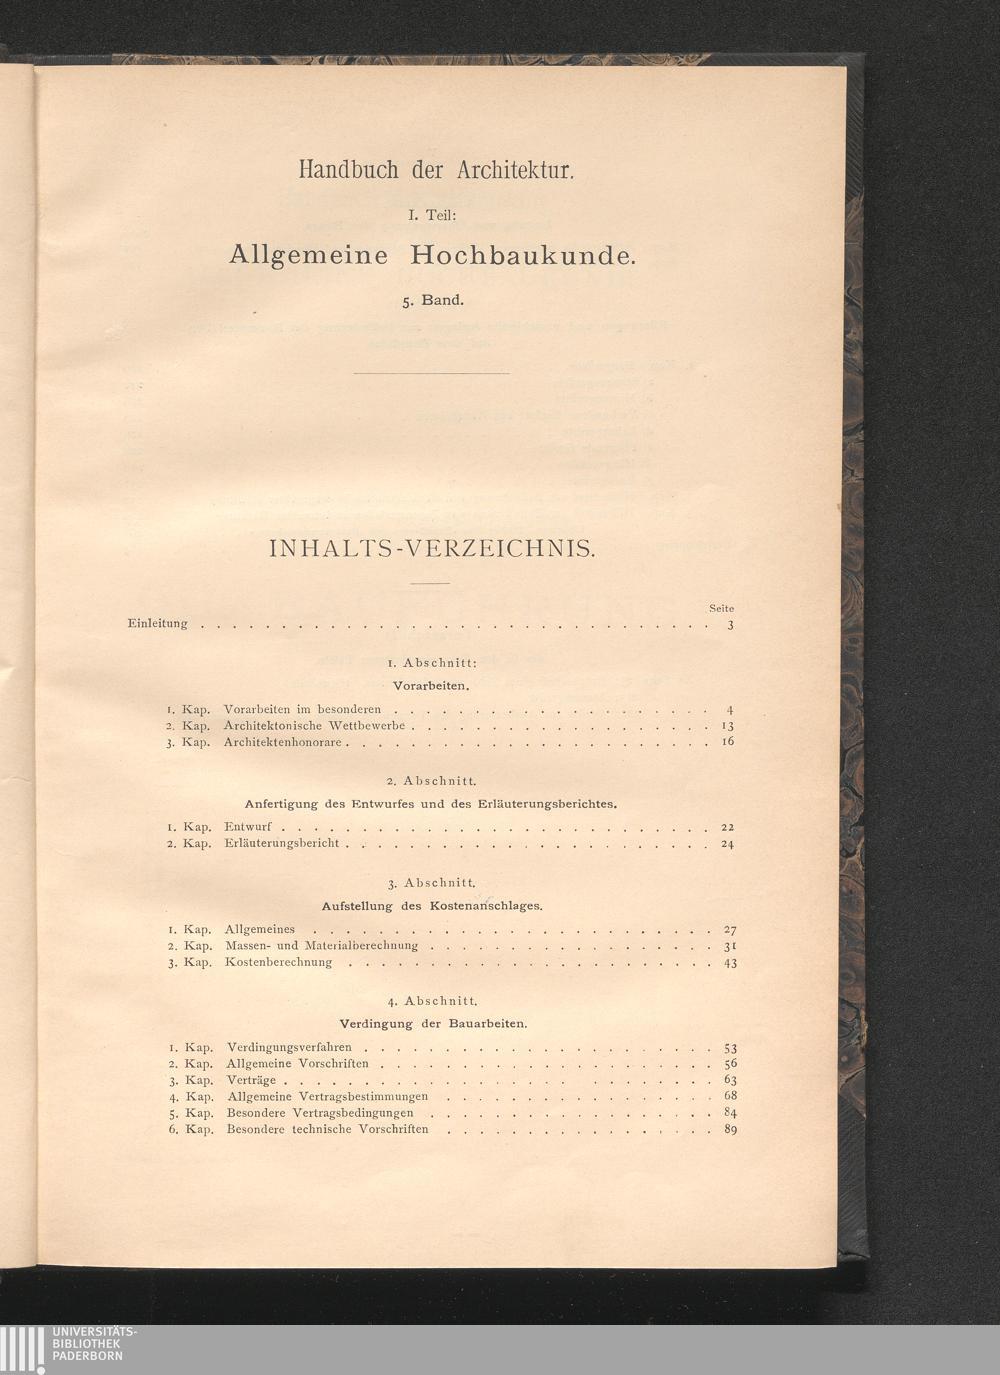 Handbuch der Architektur.
I. Teil:
Allgemeine Hochbaukunde.
5. Band.
INHALTS-VERZEICHNIS.
Seite
Einleitung . . . . . . . . . . . . . . . . . . . . . . . . . . . . . . . . 3
1. Abschnitt:
Vorarbeiten.
1. Kap. Vorarbeiten im besonderen . . . . . . . . . . . . . . . . . . . . 4
2. Kap. Architektonische Wettbewerbe . . . . . . . . . . . . . . . . . . . 13
3. Kap. Architektenhonorare . . . . . . . . . . . . . . . . . . . . . . . 16
2. Abschnitt.
Anfertigung des Entwurfes und des Erläuterungsberichtes.
1. Kap. Entwurf . . . . . . . . . . . . . . . . . . . . . . . . . . . 22
2. Kap. Erläuterungsbericht . . . . . . . . . . . . . . . . . . . . . . . 24
3. Abschnitt.
Aufstellung des Kostenanschlages.
1. Kap. Allgemeines . . . . . . . . . . . . . . . . . . . . . . . . . 27
2. Kap. Massen- und Materialberechnung . . . . . . . . . . . . . . . . . . 31
3. Kap. Kostenberechnung . . . . . . . . . . . . . . . . . . . . . . . 43
4. Abschnitt.
Verdingung der Bauarbeiten.
1. Kap. Verdingungsverfahren . . . . . . . . . . . . . . . . . . . . . . 53
2. Kap. Allgemeine Vorschriften . . . . . . . . . . . . . . . . . . . . . 56
3. Kap. Verträge . . . . . . . . . . . . . . . . . . . . . . . . . . 63
4. Kap. Allgemeine Vertragsbestimmungen . . . . . . . . . . . . . . . . . 68
5. Kap. Besondere Vertragsbedingungen . . . . . . . . . . . . . . . . . . 84
6. Kap. Besondere technische Vorschriften . . . . . . . . . . . . . . . . . 89
UNIVERSITÄTS-
BIBLIOTHEK
PADERBORN